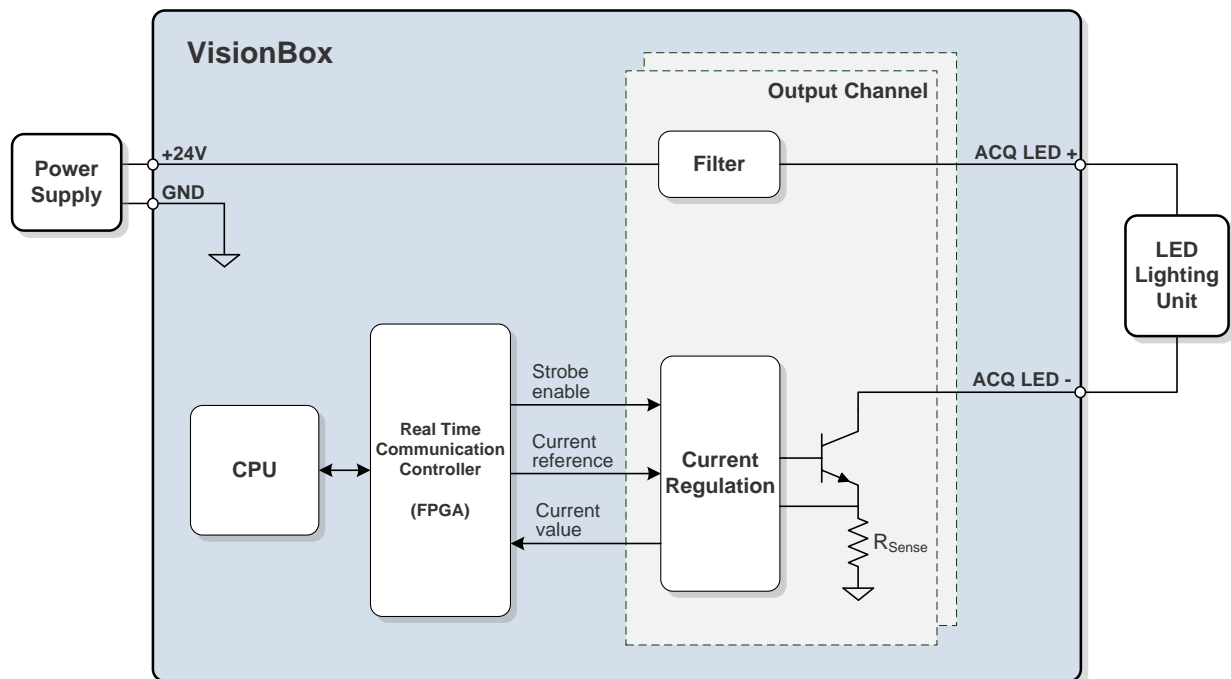 VisionBox
Output Channel
Power
Supply
+24V
GND
Filter
ACQ LED +
LED
Lighting
Unit
ACQ LED -
CPU
Real Time
Communication
Controller
(FPGA)
Strobe
enable
Current
reference
Current
value
Current
Regulation
RSense